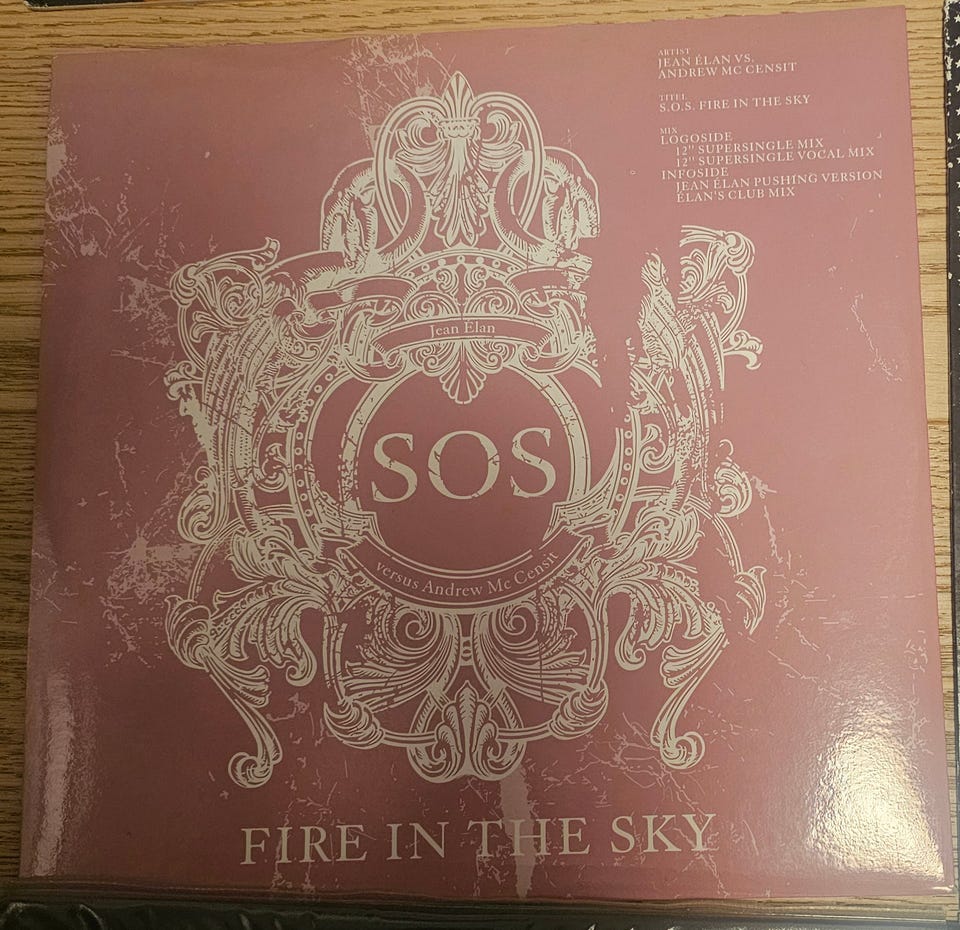 ARTIST
JEAN ÉLAN VS.
ANDREW MC CENSIT
TITEL
S.O.S. FIRE IN THE SKY
MIX
LOGOSIDE
12" SUPERSINGLE MIX
12" SUPERSINGLE VOCAL MIX
INFOSIDE
JEAN ÉLAN PUSHING VERSION
ÉLAN'S CLUB MIX
Jean Élan
SOS
versus Andrew Mc Censit
FIRE IN THE SKY